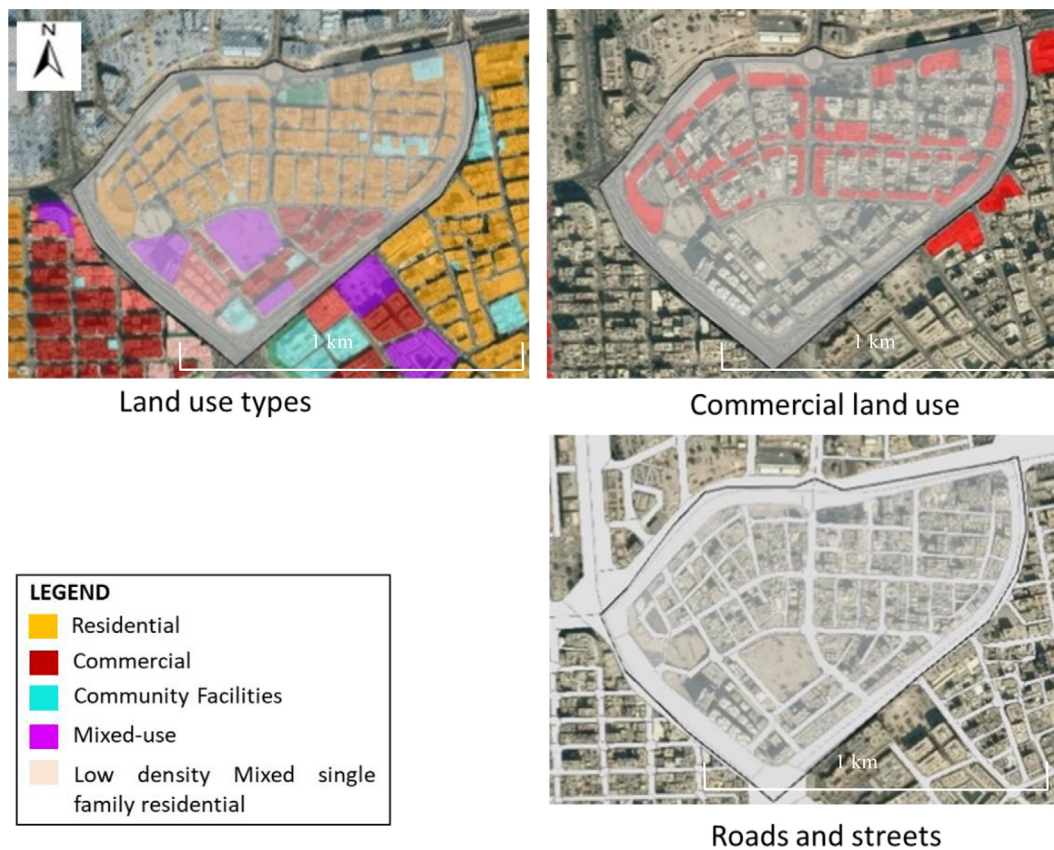 N
1 km
1 km
Land use types
Commercial land use
1 km
LEGEND
Residential
Commercial
Community Facilities
Mixed-use
Low density Mixed single
family residential
Roads and streets